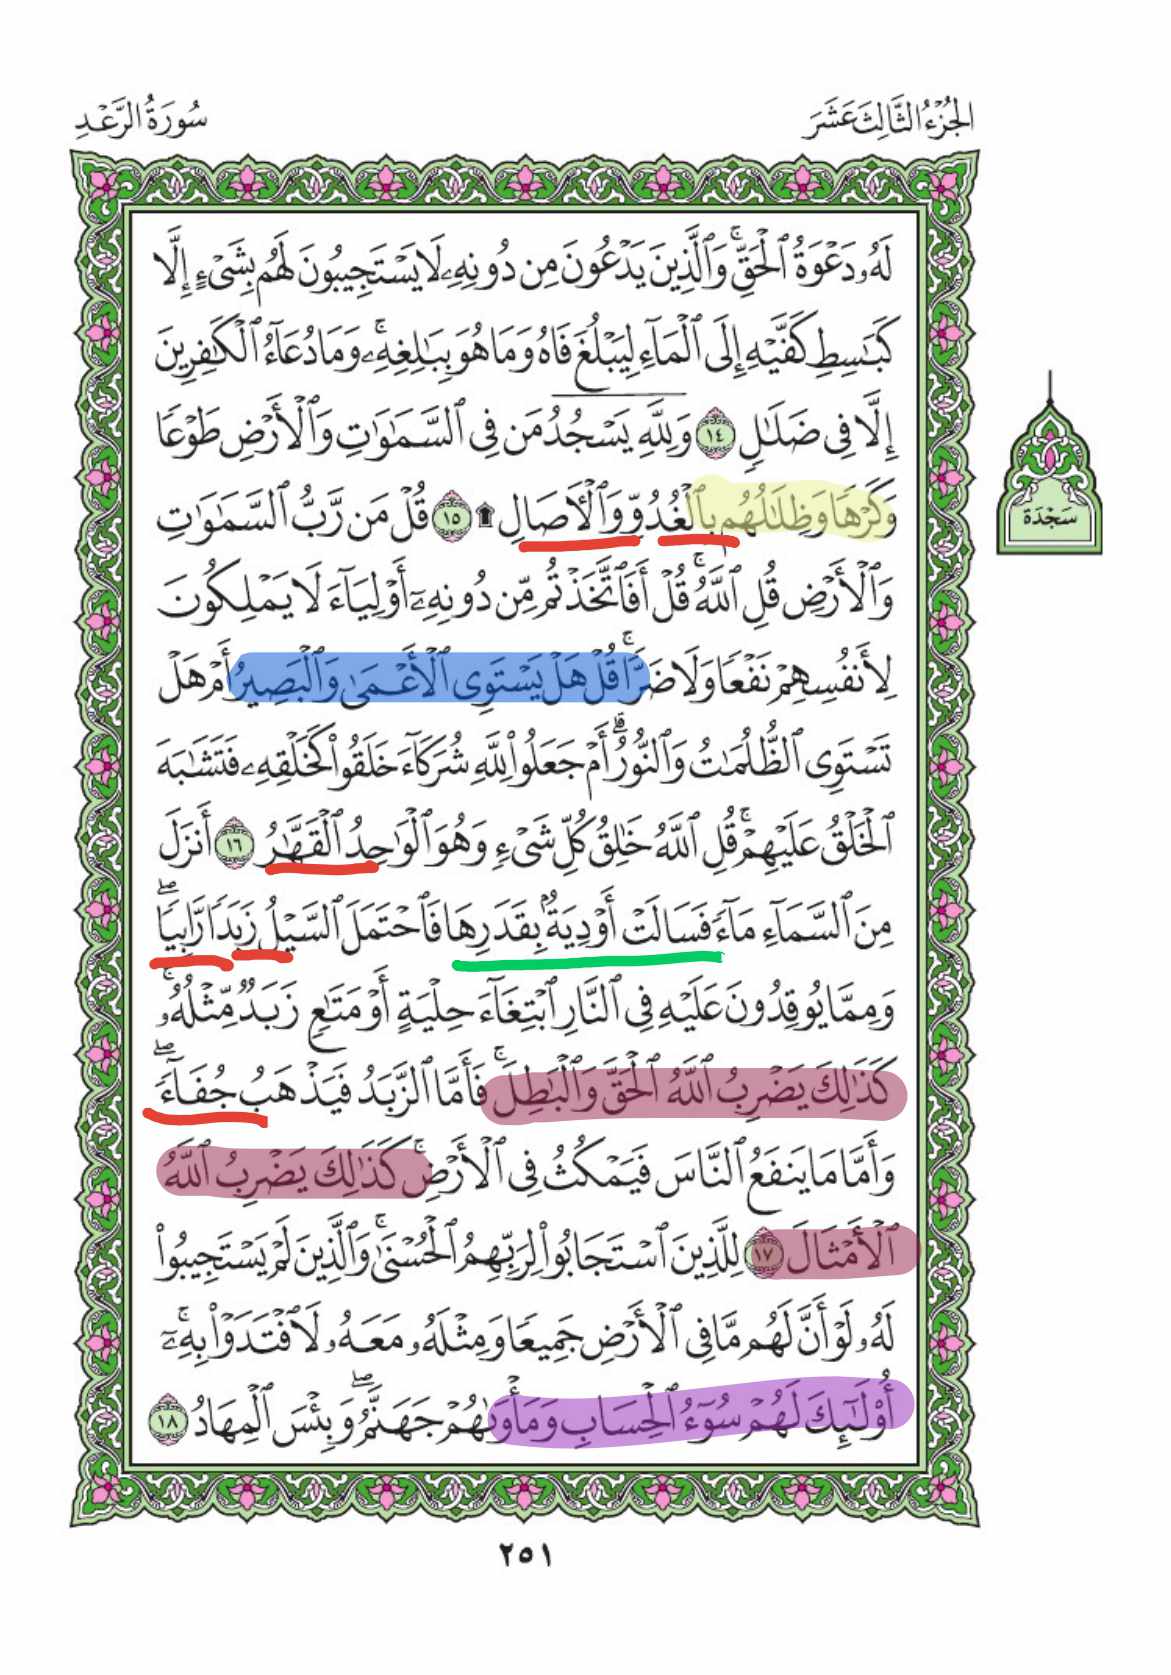 الجُزْءُ الثَّالِثَ عَشَرَ
سُورَةُ الرَّعْدِ
لَهُۥ دَعْوَةُ ٱلْحَقِّۖ وَٱلَّذِينَ يَدْعُونَ مِن دُونِهِۦ لَا يَسْتَجِيبُونَ لَهُم بِشَىْءٍ إِلَّا
كَبَٰسِطِ كَفَّيْهِ إِلَى ٱلْمَآءِ لِيَبْلُغَ فَاهُ وَمَا هُوَ بِبَٰلِغِهِۦۚ وَمَا دُعَآءُ ٱلْكَٰفِرِينَ
إِلَّا فِى ضَلَٰلٍ ١٤ وَلِلَّهِ يَسْجُدُ مَن فِى ٱلسَّمَٰوَٰتِ وَٱلْأَرْضِ طَوْعًا
وَكَرْهًا وَظِلَٰلُهُم بِٱلْغُدُوِّ وَٱلْءَاصَالِ ۩ ١٥ قُلْ مَن رَّبُّ ٱلسَّمَٰوَٰتِ
وَٱلْأَرْضِ قُلِ ٱللَّهُۚ قُلْ أَفَٱتَّخَذْتُم مِّن دُونِهِۦٓ أَوْلِيَآءَ لَا يَمْلِكُونَ
لِأَنفُسِهِمْ نَفْعًا وَلَا ضَرًّاۚ قُلْ هَلْ يَسْتَوِى ٱلْأَعْمَىٰ وَٱلْبَصِيرُ أَمْ هَلْ
تَسْتَوِى ٱلظُّلُمَٰتُ وَٱلنُّورُۗ أَمْ جَعَلُوا۟ لِلَّهِ شُرَكَآءَ خَلَقُوا۟ كَخَلْقِهِۦ فَتَشَٰبَهَ
ٱلْخَلْقُ عَلَيْهِمْۚ قُلِ ٱللَّهُ خَٰلِقُ كُلِّ شَىْءٍ وَهُوَ ٱلْوَٰحِدُ ٱلْقَهَّٰرُ ١٦ أَنزَلَ
مِنَ ٱلسَّمَآءِ مَآءً فَسَالَتْ أَوْدِيَةٌۢ بِقَدَرِهَا فَٱحْتَمَلَ ٱلسَّيْلُ زَبَدًا رَّابِيًاۖ
وَمِمَّا يُوقِدُونَ عَلَيْهِ فِى ٱلنَّارِ ٱبْتِغَآءَ حِلْيَةٍ أَوْ مَتَٰعٍ زَبَدٌ مِّثْلُهُۥۚ
كَذَٰلِكَ يَضْرِبُ ٱللَّهُ ٱلْحَقَّ وَٱلْبَٰطِلَۚ فَأَمَّا ٱلزَّبَدُ فَيَذْهَبُ جُفَآءًۖ
وَأَمَّا مَا يَنفَعُ ٱلنَّاسَ فَيَمْكُثُ فِى ٱلْأَرْضِۚ كَذَٰلِكَ يَضْرِبُ ٱللَّهُ
ٱلْأَمْثَالَ ١٧ لِلَّذِينَ ٱسْتَجَابُوا۟ لِرَبِّهِمُ ٱلْحُسْنَىٰۚ وَٱلَّذِينَ لَمْ يَسْتَجِيبُوا۟
لَهُۥ لَوْ أَنَّ لَهُم مَّا فِى ٱلْأَرْضِ جَمِيعًا وَمِثْلَهُۥ مَعَهُۥ لَٱفْتَدَوْا۟ بِهِۦٓۚ
أُو۟لَٰٓئِكَ لَهُمْ سُوٓءُ ٱلْحِسَابِ وَمَأْوَىٰهُمْ جَهَنَّمُۖ وَبِئْسَ ٱلْمِهَادُ ١٨
سَجْدَة
٢٥١